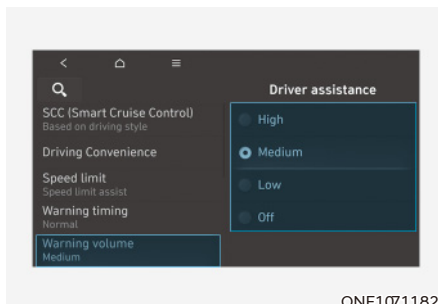 Driver assistance
SCC (Smart Cruise Control)
Based on driving style
Driving Convenience
Speed limit
Speed limit assist
Warning timing
Normal
Warning volume
Medium
High
Medium
Low
Off
ONE1071182